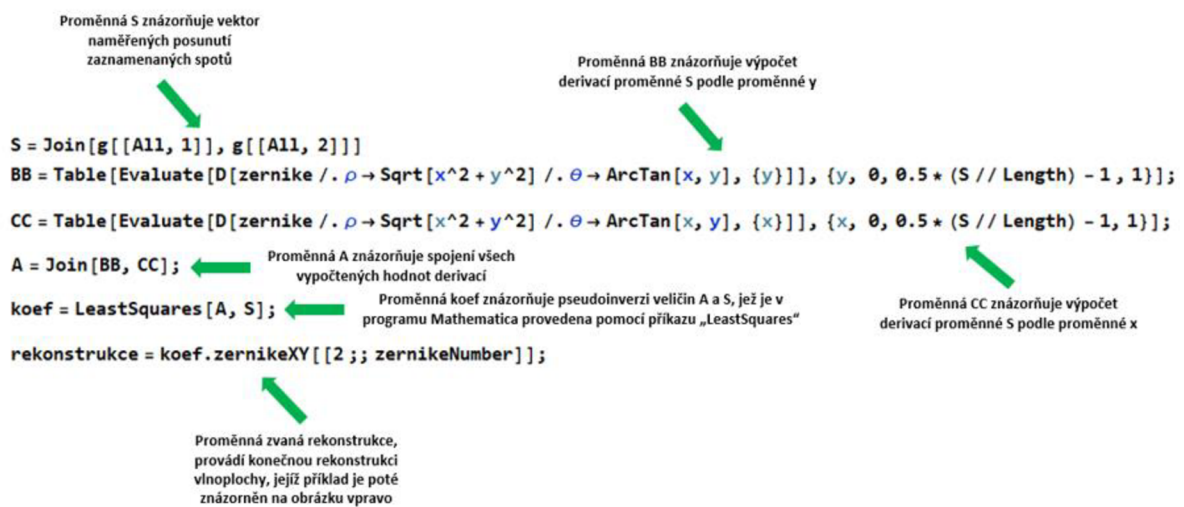 Proměnná S znázorňuje vektor
naměřených posunutí
zaznamenaných spotů
Proměnná BB znázorňuje výpočet
derivací proměnné S podle proměnné y
S = Join[g[[All, 1]], g[[All, 2]]]
BB = Table[Evaluate[D[zernike /. ρ → Sqrt[x^2 + y^2] /. θ → ArcTan[x, y], {y}]], {y, 0, 0.5 * (S // Length) - 1, 1}];
CC = Table[Evaluate[D[zernike /. ρ → Sqrt[x^2 + y^2] /. θ → ArcTan[x, y], {x}]], {x, 0, 0.5 * (S // Length) - 1, 1}];
A = Join[BB, CC];
Proměnná A znázorňuje spojení všech
vypočtených hodnot derivací
koef = LeastSquares[A, S];
Proměnná koef znázorňuje pseudoinverzi veličin A a S, jež je v
programu Mathematica provedena pomocí příkazu „LeastSquares“
Proměnná CC znázorňuje výpočet
derivací proměnné S podle proměnné x
rekonstrukce = koef.zernikeXY[[2 ;; zernikeNumber]];
Proměnná zvaná rekonstrukce,
provádí konečnou rekonstrukci
vlnoplochy, jejíž příklad je poté
znázorněn na obrázku vpravo